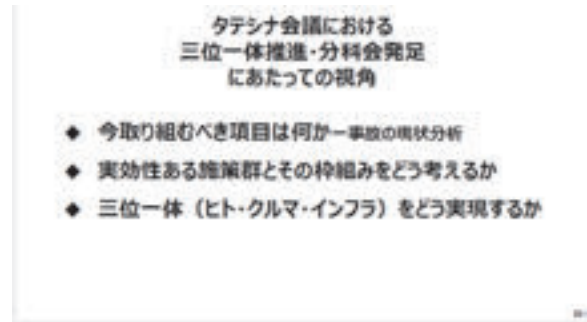 タテシナ会議における
三位一体推進・分科会発足
にあたっての視角
◆ 今取り組むべき項目は何かー事故の現状分析
◆ 実効性ある施策群とその枠組みをどう考えるか
◆ 三位一体（ヒト・クルマ・インフラ）をどう実現するか